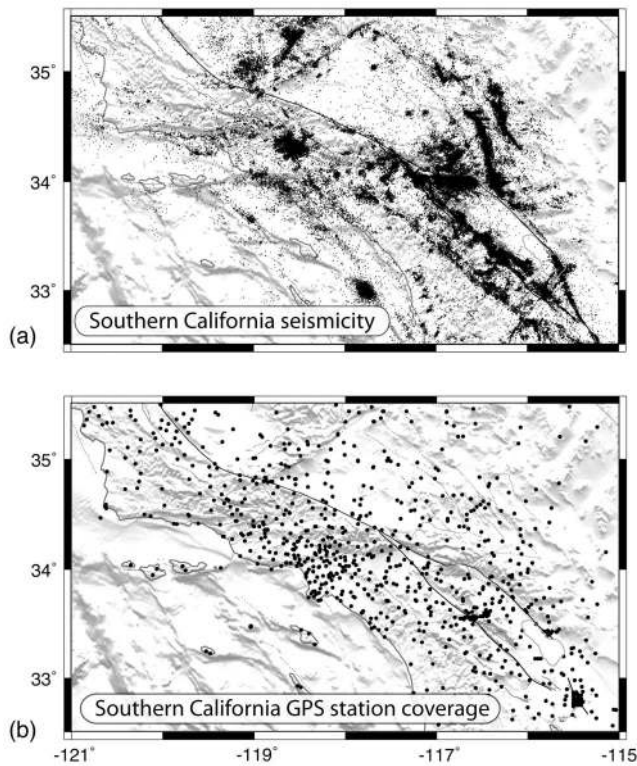 (a)
35°
34°
33°
Southern California seismicity
(b)
35°
34°
33°
Southern California GPS station coverage
-121°
-119°
-117°
-115